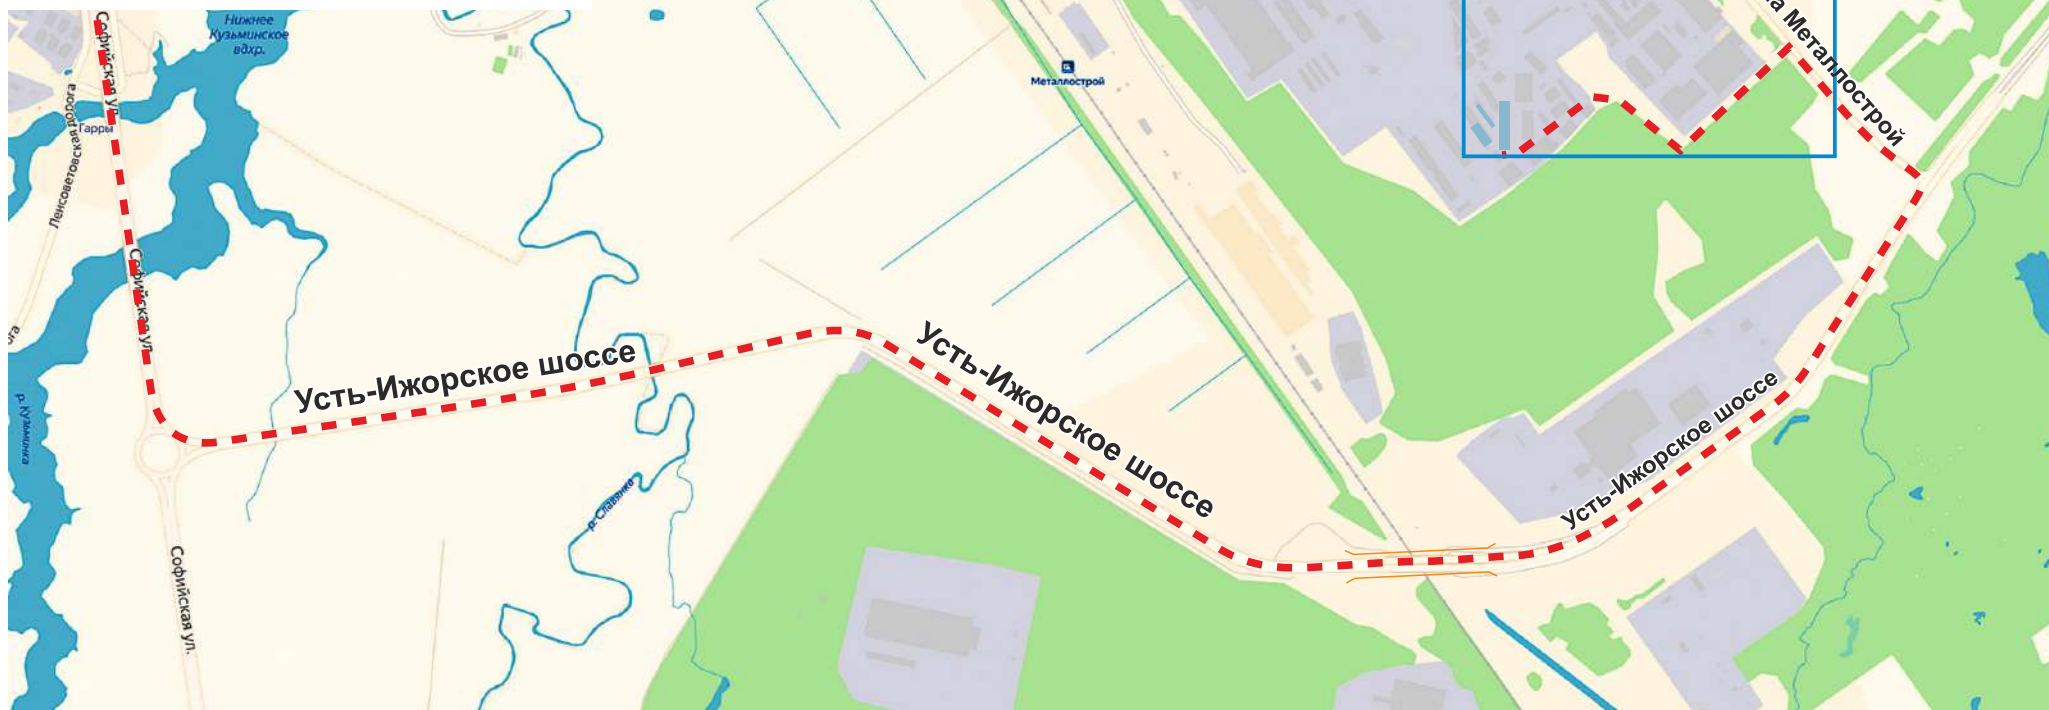 Софийская ул.
Нижнее
Кузьминское
вдхр.
Гарры
Ленсоветовская дорога
Софийская ул.
Усть-Ижорское шоссе
р. Кузьминка
р. Славянка
Софийская ул.
Металлострой
на Металлострой
Усть-Ижорское шоссе
Усть-Ижорское шоссе